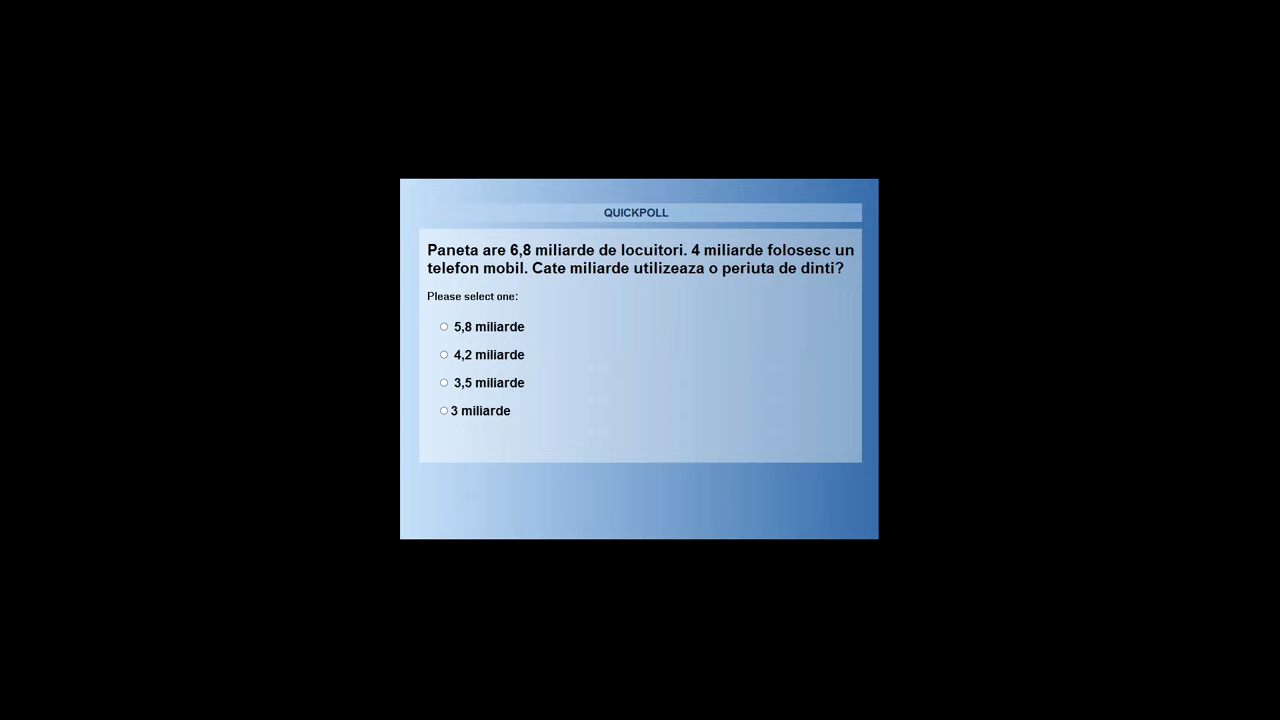 QUICKPOLL
Paneta are 6,8 miliarde de locuitori. 4 miliarde folosesc un
telefon mobil. Cate miliarde utilizeaza o periuta de dinti?
Please select one:
5,8 miliarde
4,2 miliarde
3,5 miliarde
3 miliarde